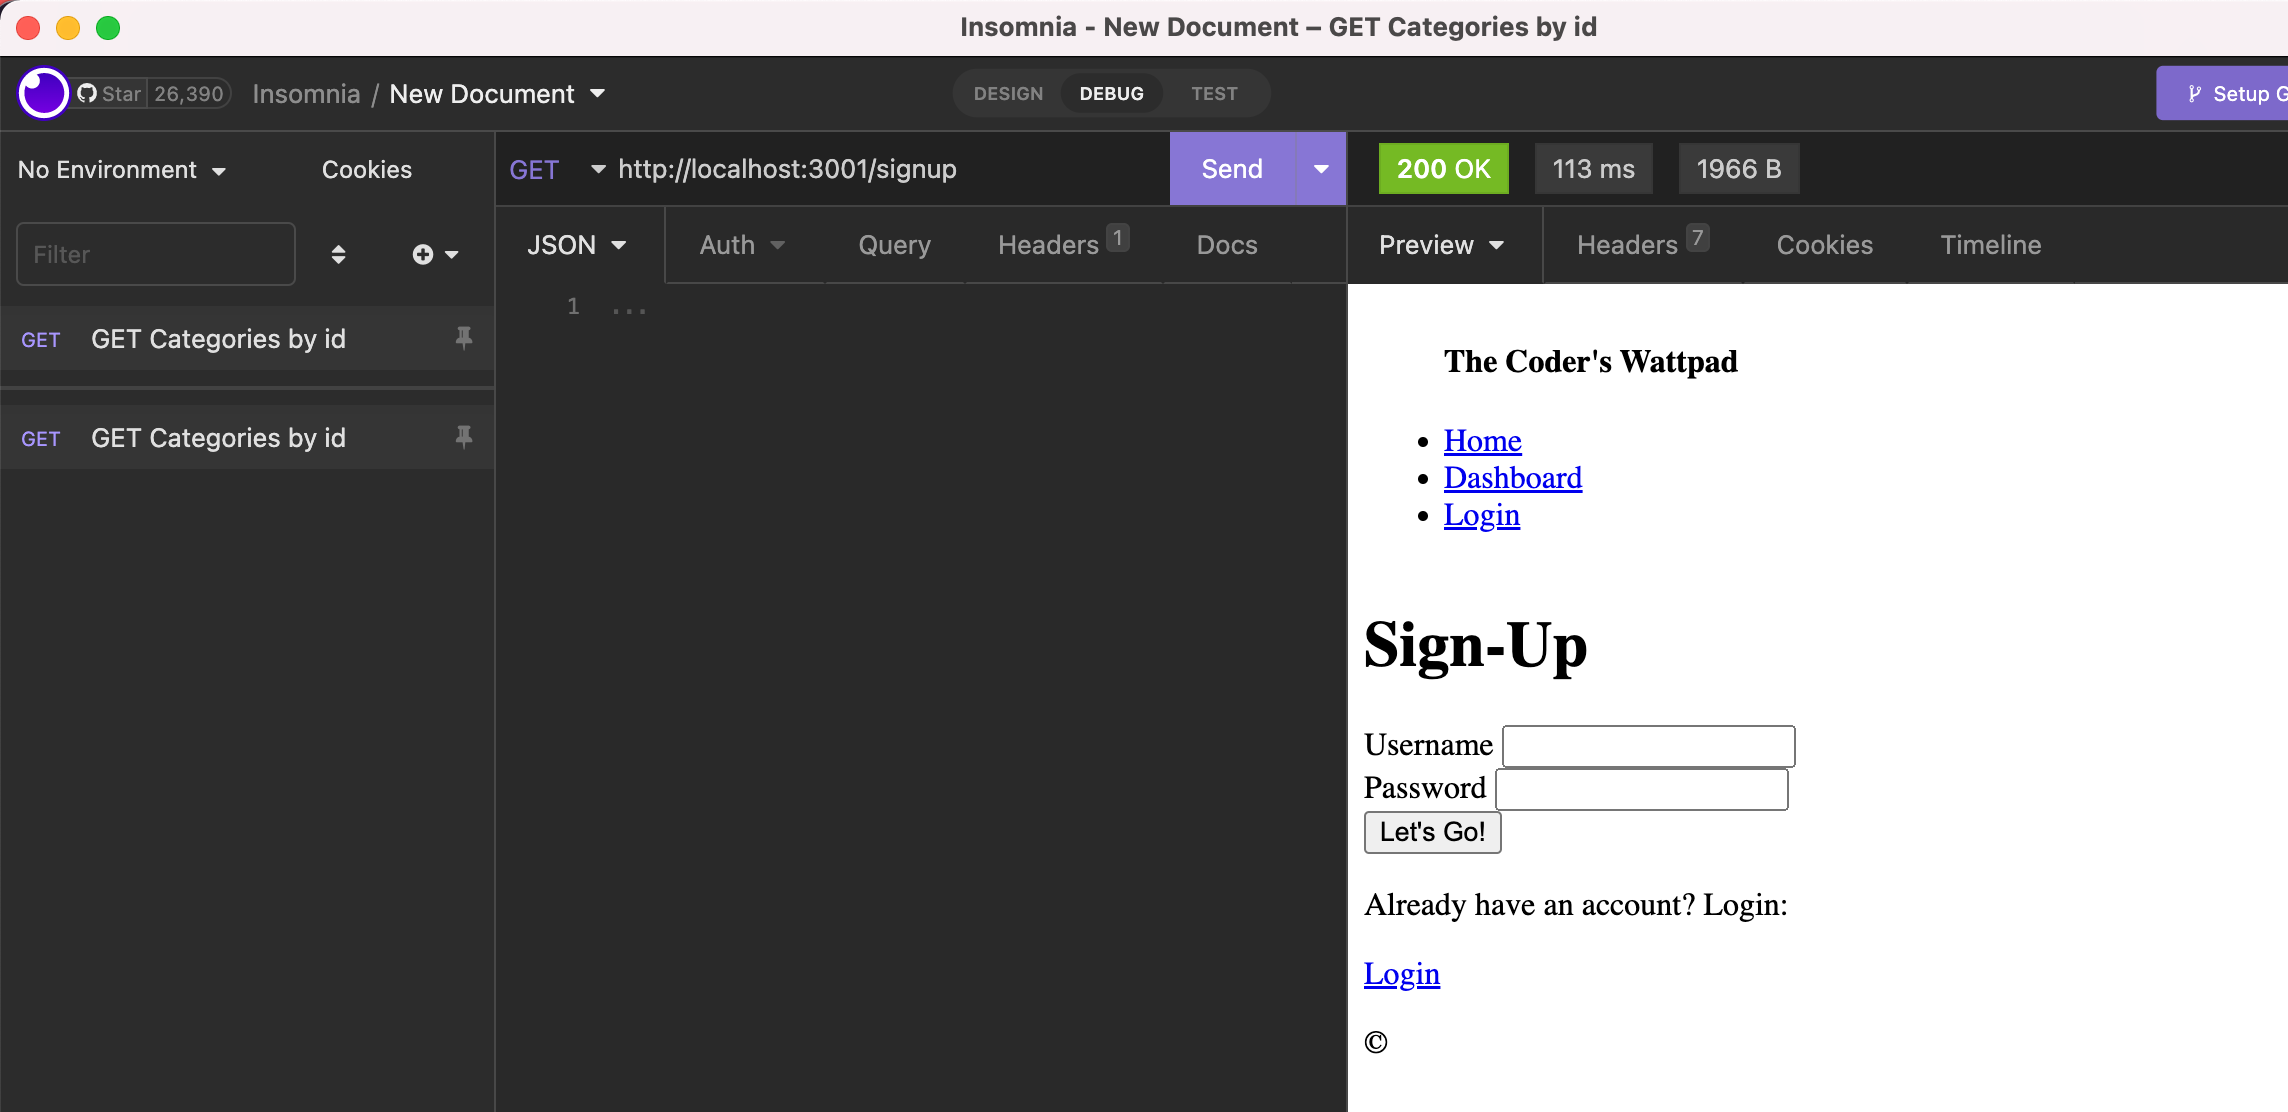 Insomnia - New Document – GET Categories by id
Star 26,390 Insomnia / New Document
DESIGN DEBUG TEST
Setup G
No Environment Cookies
Filter
GET GET Categories by id
GET GET Categories by id
GET http://localhost:3001/signup Send
JSON Auth Query Headers 1 Docs
1 ...
200 OK 113 ms 1966 B
Preview Headers 7 Cookies Timeline
The Coder's Wattpad
• Home
• Dashboard
• Login
Sign-Up
Username
Password
Let's Go!
Already have an account? Login:
Login
©